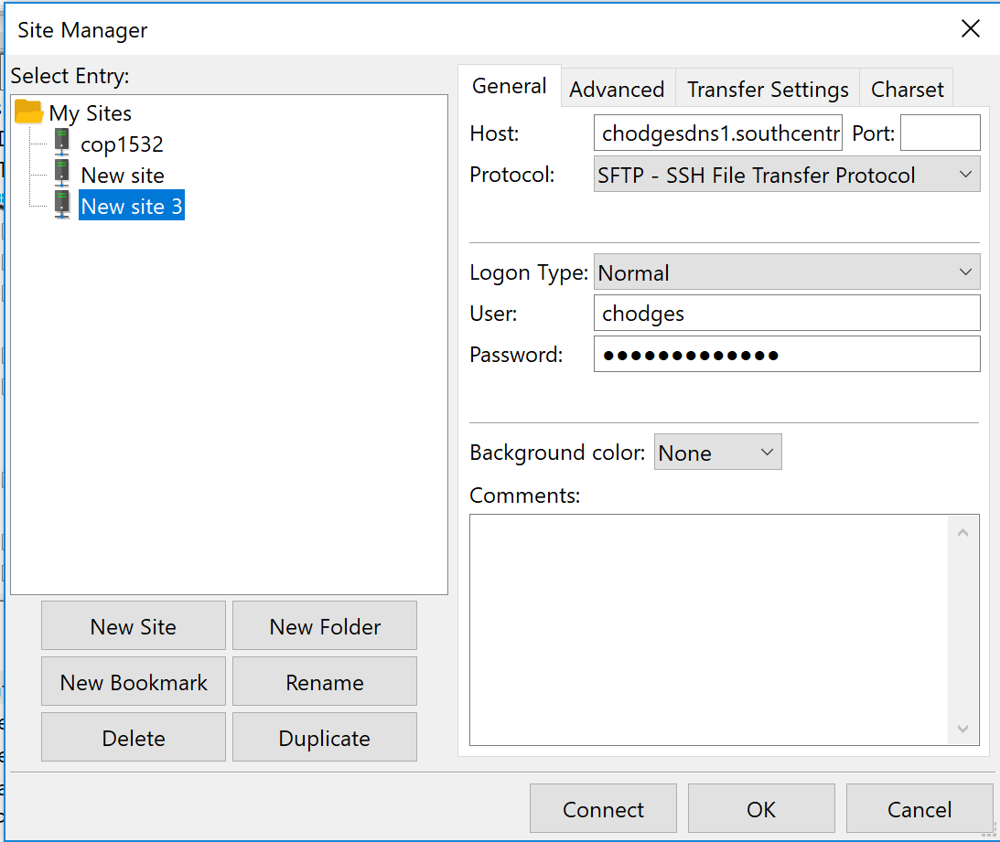 Site Manager
Select Entry:
My Sites
cop1532
New site
New site 3
New Site
New Folder
New Bookmark
Rename
Delete
Duplicate
General
Advanced
Transfer Settings
Charset
Host:
chodgesdns1.southcentr
Port:
Protocol:
SFTP - SSH File Transfer Protocol
Logon Type:
Normal
User:
chodges
Password:
●●●●●●●●●●●●●
Background color:
None
Comments:
Connect
OK
Cancel